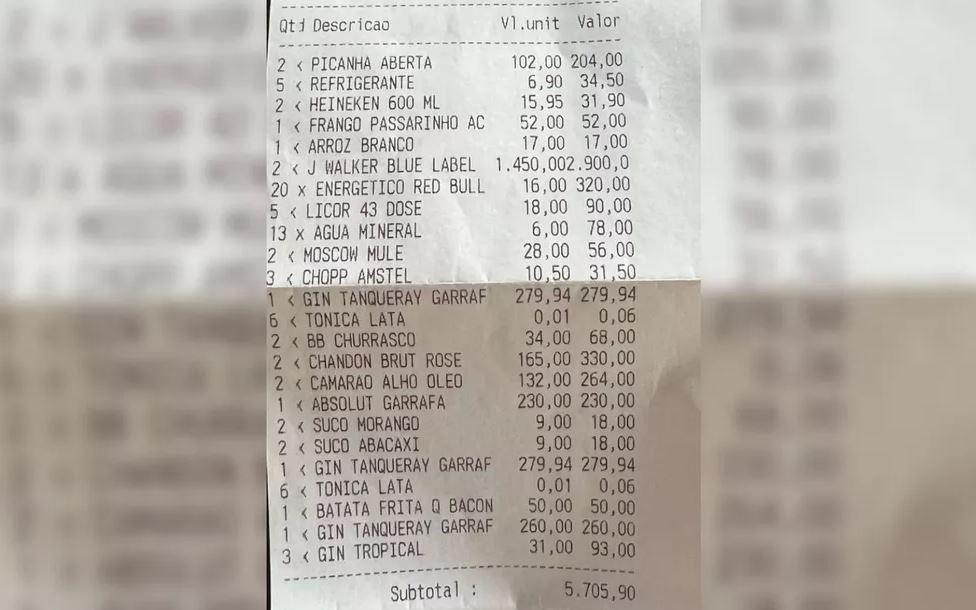 Qtd Descricao Vl.unit Valor
2 x PICANHA ABERTA 102,00 204,00
5 x REFRIGERANTE 6,90 34,50
2 x HEINEKEN 600 ML 15,95 31,90
1 x FRANGO PASSARINHO AC 52,00 52,00
1 x ARROZ BRANCO 17,00 17,00
2 x J WALKER BLUE LABEL 1.450,002.900,0
20 x ENERGETICO RED BULL 16,00 320,00
5 x LICOR 43 DOSE 18,00 90,00
13 x AGUA MINERAL 6,00 78,00
2 x MOSCOW MULE 28,00 56,00
3 x CHOPP AMSTEL 10,50 31,50
1 x GIN TANQUERAY GARRAF 279,94 279,94
6 x TONICA LATA 0,01 0,06
2 x BB CHURRASCO 34,00 68,00
2 x CHANDON BRUT ROSE 165,00 330,00
2 x CAMARAO ALHO OLEO 132,00 264,00
1 x ABSOLUT GARRAFA 230,00 230,00
2 x SUCO MORANGO 9,00 18,00
2 x SUCO ABACAXI 9,00 18,00
1 x GIN TANQUERAY GARRAF 279,94 279,94
6 x TONICA LATA 0,01 0,06
1 x BATATA FRITA Q BACON 50,00 50,00
1 x GIN TANQUERAY GARRAF 260,00 260,00
3 x GIN TROPICAL 31,00 93,00
Subtotal : 5.705,90